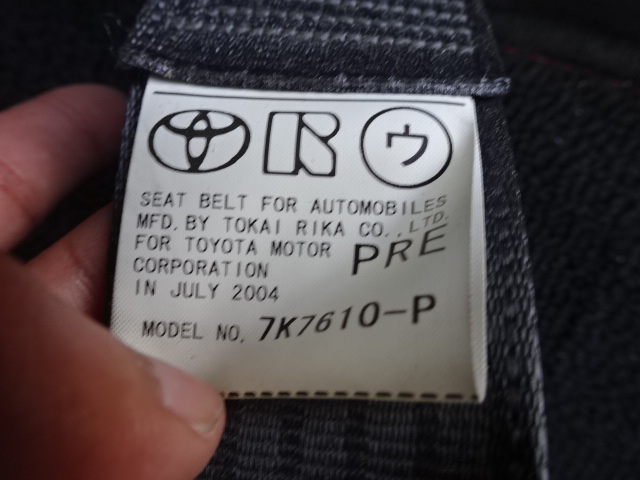 ウ
SEAT BELT FOR AUTOMOBILES
MFD. BY TOKAI RIKA CO., LTD.
FOR TOYOTA MOTOR
CORPORATION
PRE
IN JULY 2004
MODEL NO. 7K7610-P